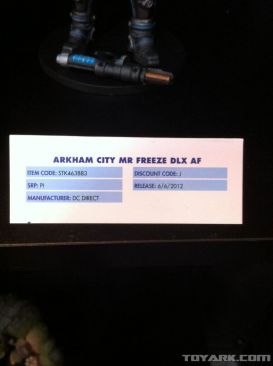 ARKHAM CITY MR FREEZE DLX AF
ITEM CODE: STK463883
DISCOUNT CODE: J
SRP: PI
RELEASE: 6/6/2012
MANUFACTURER: DC DIRECT
TOYARK.COM